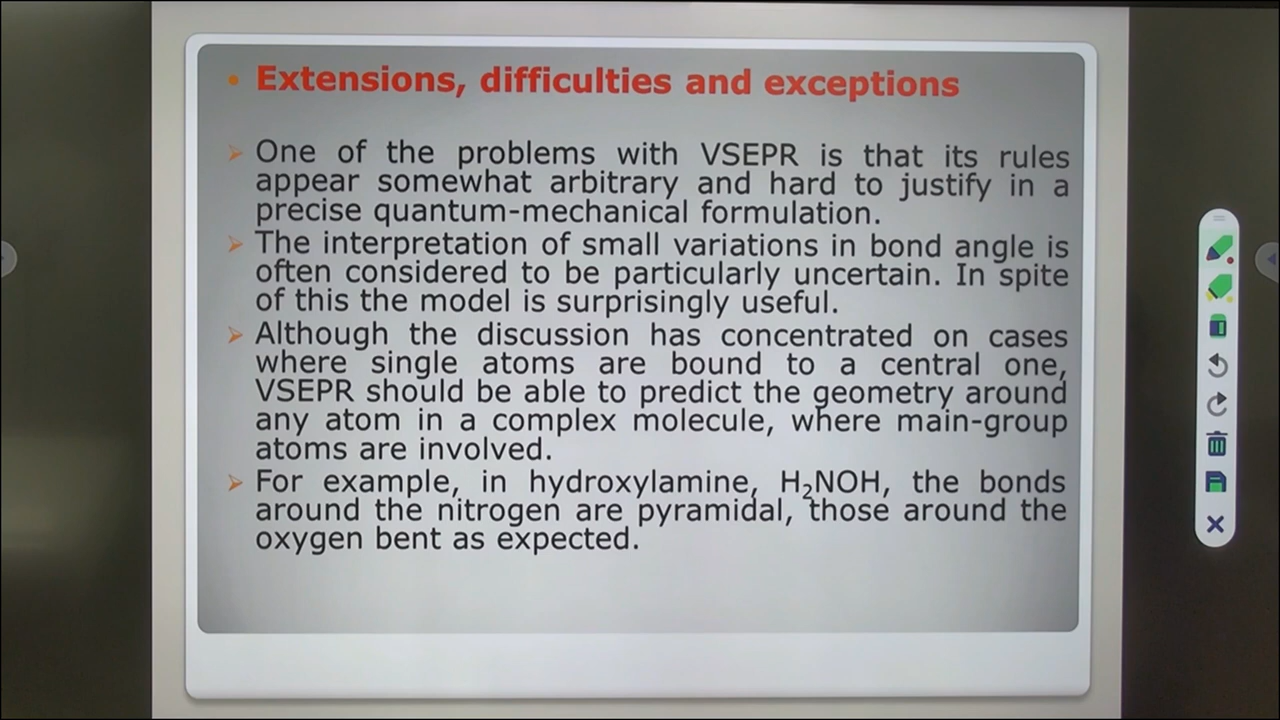 • Extensions, difficulties and exceptions
➢ One of the problems with VSEPR is that its rules
appear somewhat arbitrary and hard to justify in a
precise quantum-mechanical formulation.
➢ The interpretation of small variations in bond angle is
often considered to be particularly uncertain. In spite
of this the model is surprisingly useful.
➢ Although the discussion has concentrated on cases
where single atoms are bound to a central one,
VSEPR should be able to predict the geometry around
any atom in a complex molecule, where main-group
atoms are involved.
➢ For example, in hydroxylamine, H₂NOH, the bonds
around the nitrogen are pyramidal, those around the
oxygen bent as expected.